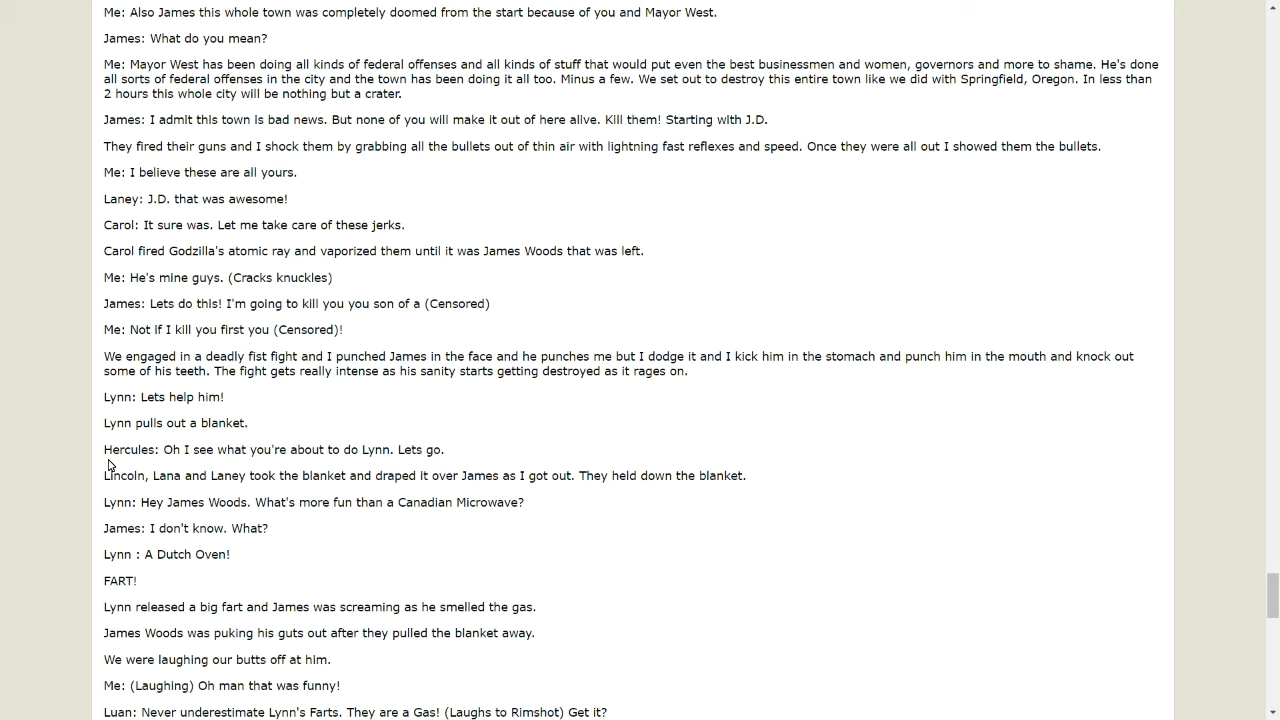 Me: Also James this whole town was completely doomed from the start because of you and Mayor West.
James: What do you mean?
Me: Mayor West has been doing all kinds of federal offenses and all kinds of stuff that would put even the best businessmen and women, governors and more to shame. He's done
all sorts of federal offenses in the city and the town has been doing it all too. Minus a few. We set out to destroy this entire town like we did with Springfield, Oregon. In less than
2 hours this whole city will be nothing but a crater.
James: I admit this town is bad news. But none of you will make it out of here alive. Kill them! Starting with J.D.
They fired their guns and I shock them by grabbing all the bullets out of thin air with lightning fast reflexes and speed. Once they were all out I showed them the bullets.
Me: I believe these are all yours.
Laney: J.D. that was awesome!
Carol: It sure was. Let me take care of these jerks.
Carol fired Godzilla's atomic ray and vaporized them until it was James Woods that was left.
Me: He's mine guys. (Cracks knuckles)
James: Lets do this! I'm going to kill you you son of a (Censored)
Me: Not if I kill you first you (Censored)!
We engaged in a deadly fist fight and I punched James in the face and he punches me but I dodge it and I kick him in the stomach and punch him in the mouth and knock out
some of his teeth. The fight gets really intense as his sanity starts getting destroyed as it rages on.
Lynn: Lets help him!
Lynn pulls out a blanket.
Hercules: Oh I see what you're about to do Lynn. Lets go.
Lincoln, Lana and Laney took the blanket and draped it over James as I got out. They held down the blanket.
Lynn: Hey James Woods. What's more fun than a Canadian Microwave?
James: I don't know. What?
Lynn : A Dutch Oven!
FART!
Lynn released a big fart and James was screaming as he smelled the gas.
James Woods was puking his guts out after they pulled the blanket away.
We were laughing our butts off at him.
Me: (Laughing) Oh man that was funny!
Luan: Never underestimate Lynn's Farts. They are a Gas! (Laughs to Rimshot) Get it?